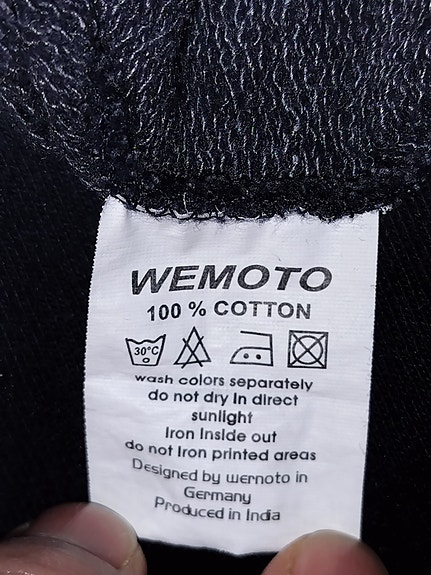 WEMOTO
100 % COTTON
30°C
wash colors separately
do not dry in direct
sunlight
Iron Inside out
do not Iron printed areas
Designed by wemoto in
Germany
Produced in India